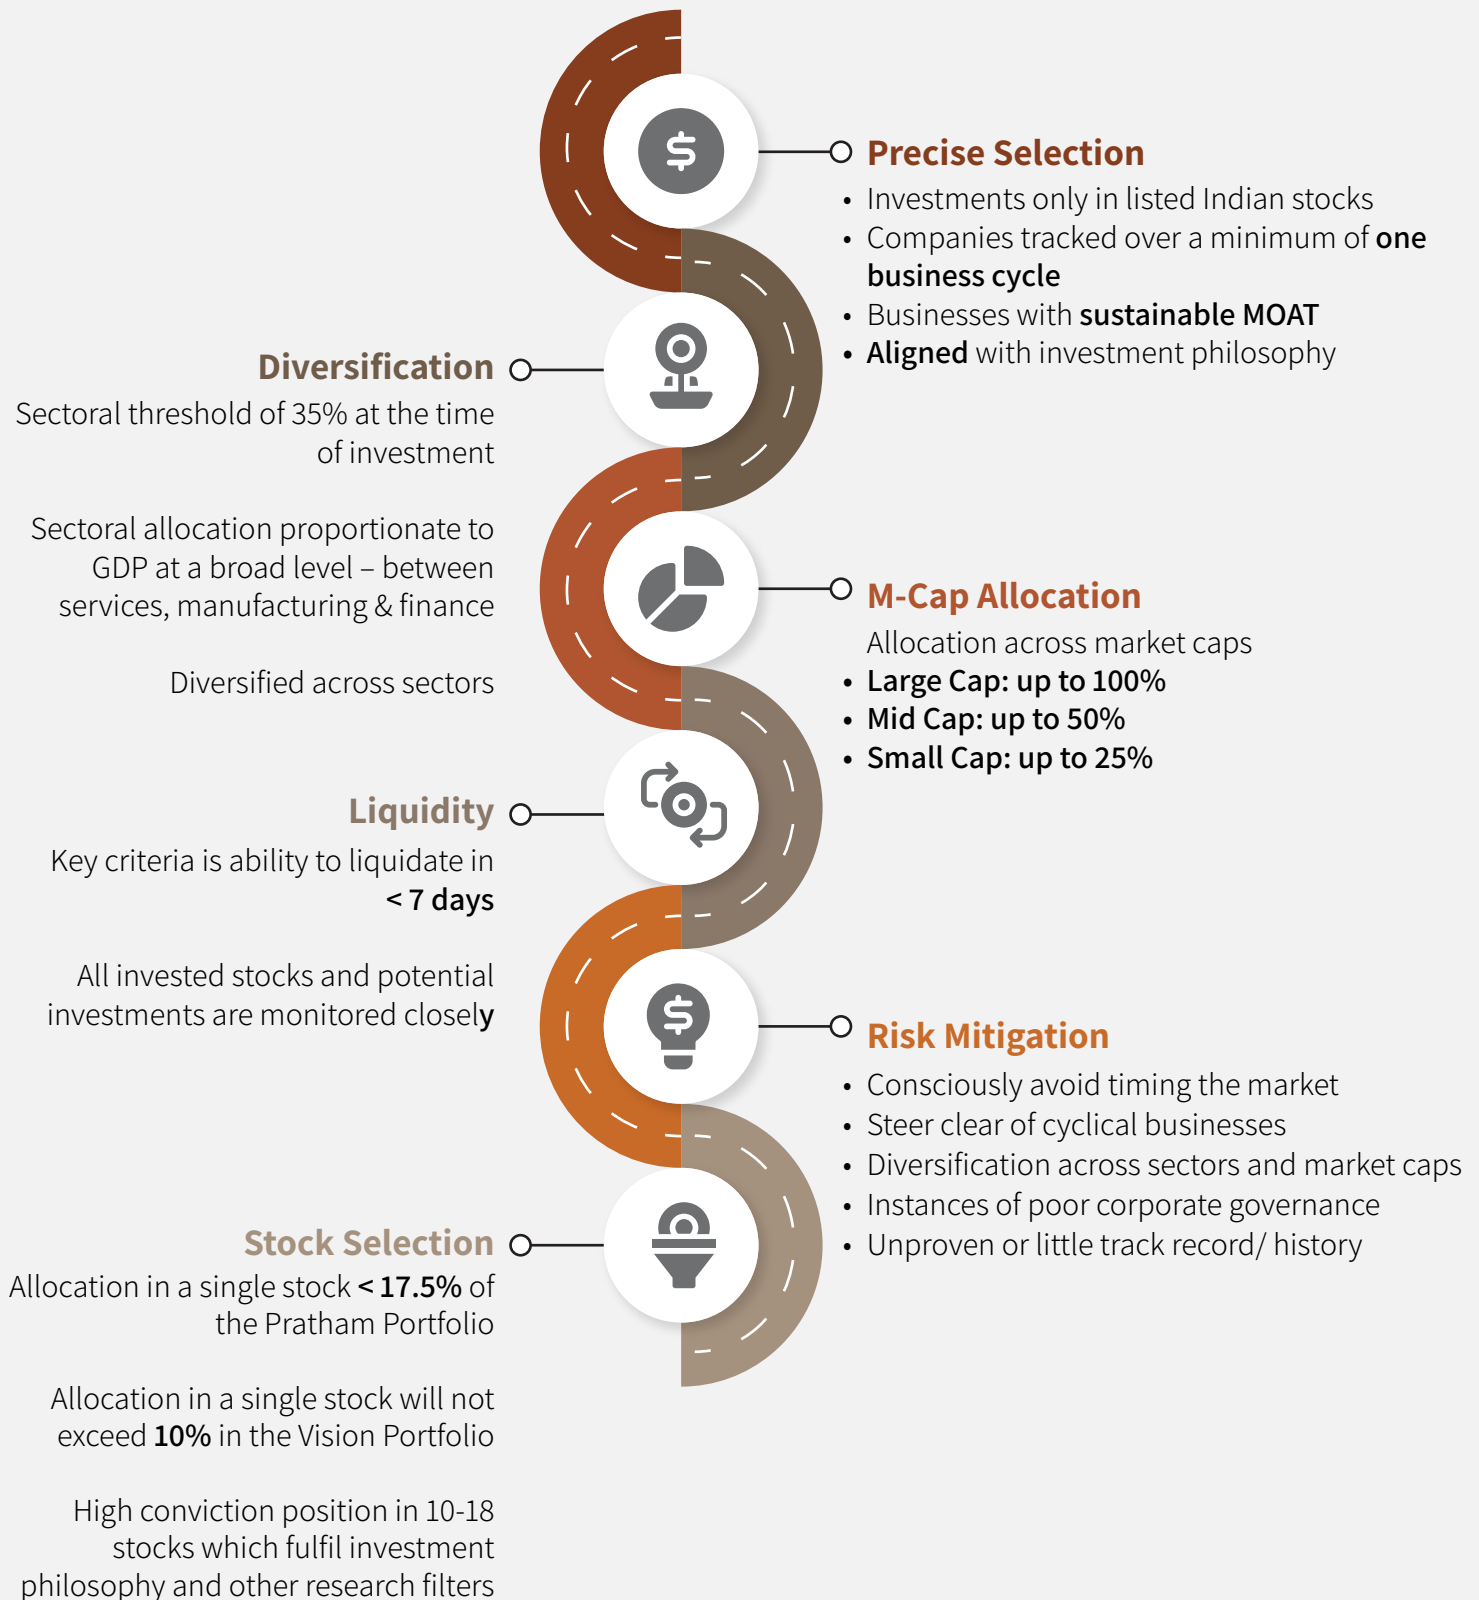 Precise Selection
• Investments only in listed Indian stocks
• Companies tracked over a minimum of one
business cycle
• Businesses with sustainable MOAT
• Aligned with investment philosophy
Diversification
Sectoral threshold of 35% at the time
of investment
Sectoral allocation proportionate to
GDP at a broad level – between
services, manufacturing & finance
Diversified across sectors
M-Cap Allocation
Allocation across market caps
• Large Cap: up to 100%
• Mid Cap: up to 50%
• Small Cap: up to 25%
Liquidity
Key criteria is ability to liquidate in
< 7 days
All invested stocks and potential
investments are monitored closely
Risk Mitigation
• Consciously avoid timing the market
• Steer clear of cyclical businesses
• Diversification across sectors and market caps
• Instances of poor corporate governance
• Unproven or little track record/ history
Stock Selection
Allocation in a single stock < 17.5% of
the Pratham Portfolio
Allocation in a single stock will not
exceed 10% in the Vision Portfolio
High conviction position in 10-18
stocks which fulfil investment
philosophy and other research filters